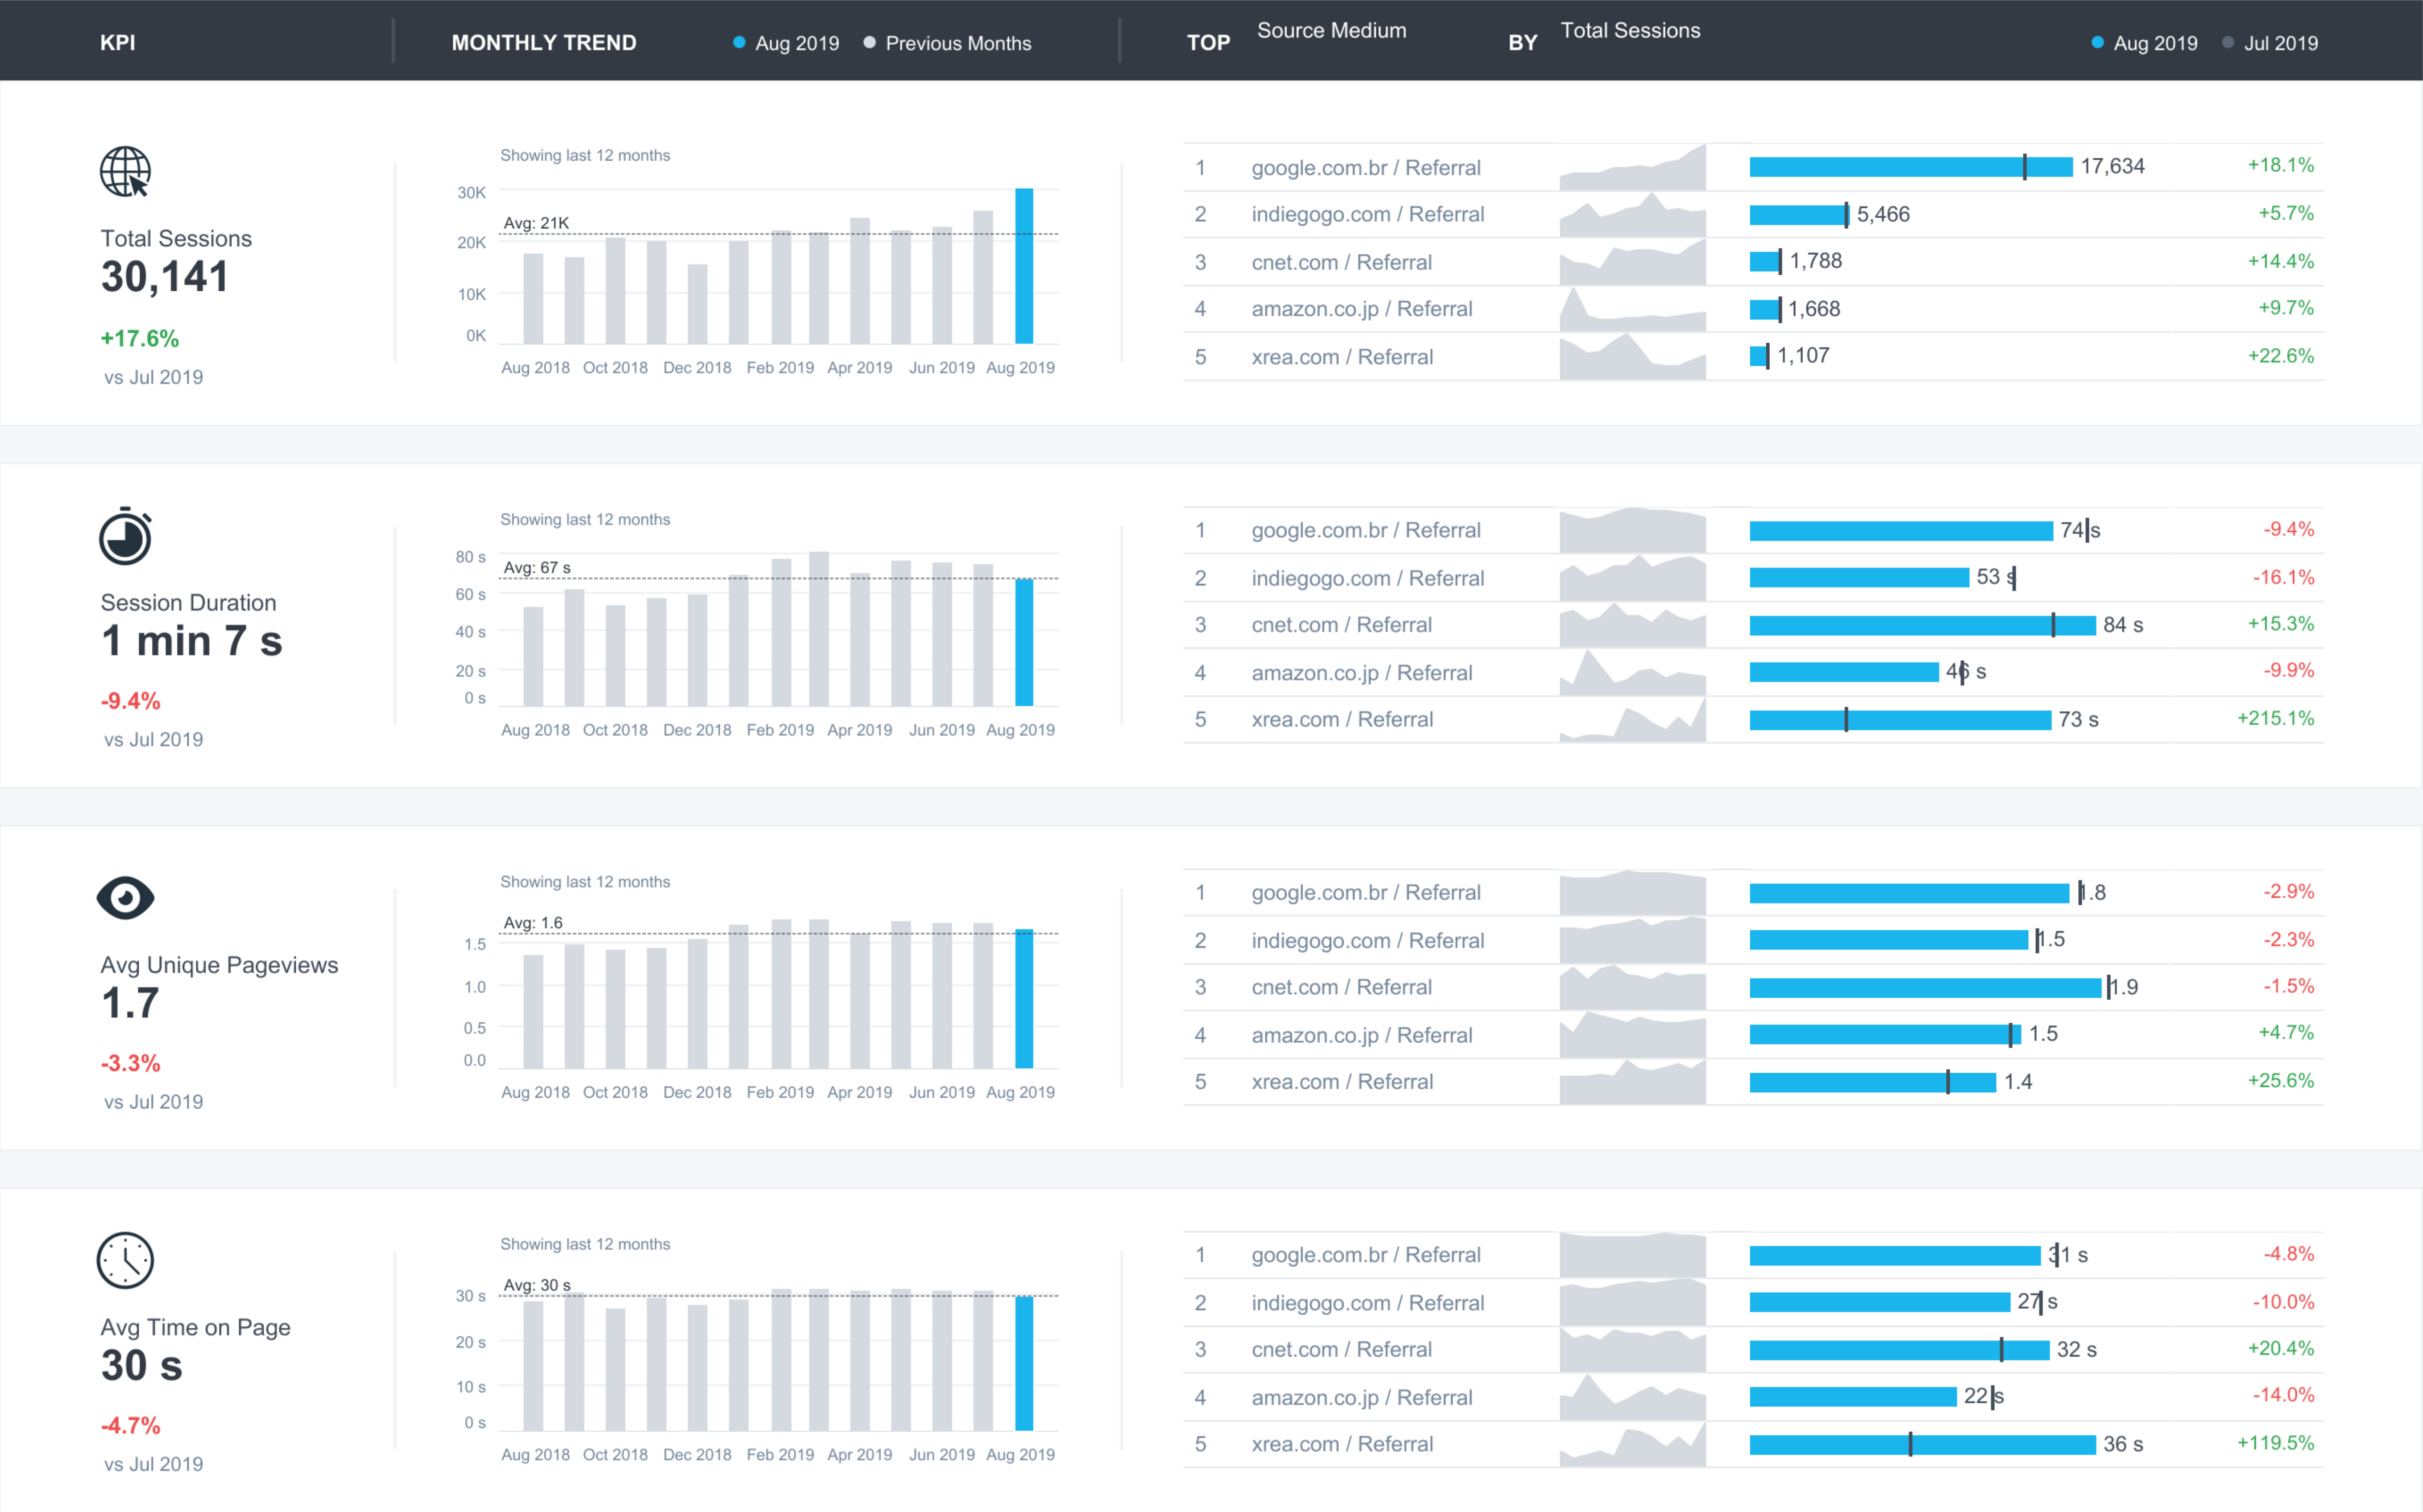 KPI
MONTHLY TREND
Aug 2019
Previous Months
TOP
Source Medium
BY
Total Sessions
Aug 2019
Jul 2019
Total Sessions
30,141
+17.6%
vs Jul 2019
Showing last 12 months
30K
20K
10K
0K
Avg: 21K
Aug 2018 Oct 2018 Dec 2018 Feb 2019 Apr 2019 Jun 2019 Aug 2019
1 google.com.br / Referral 17,634 +18.1%
2 indiegogo.com / Referral 5,466 +5.7%
3 cnet.com / Referral 1,788 +14.4%
4 amazon.co.jp / Referral 1,668 +9.7%
5 xrea.com / Referral 1,107 +22.6%
Session Duration
1 min 7 s
-9.4%
vs Jul 2019
Showing last 12 months
80 s
60 s
40 s
20 s
0 s
Avg: 67 s
Aug 2018 Oct 2018 Dec 2018 Feb 2019 Apr 2019 Jun 2019 Aug 2019
1 google.com.br / Referral 74 s -9.4%
2 indiegogo.com / Referral 53 s -16.1%
3 cnet.com / Referral 84 s +15.3%
4 amazon.co.jp / Referral 46 s -9.9%
5 xrea.com / Referral 73 s +215.1%
Avg Unique Pageviews
1.7
-3.3%
vs Jul 2019
Showing last 12 months
1.5
1.0
0.5
0.0
Avg: 1.6
Aug 2018 Oct 2018 Dec 2018 Feb 2019 Apr 2019 Jun 2019 Aug 2019
1 google.com.br / Referral 1.8 -2.9%
2 indiegogo.com / Referral 1.5 -2.3%
3 cnet.com / Referral 1.9 -1.5%
4 amazon.co.jp / Referral 1.5 +4.7%
5 xrea.com / Referral 1.4 +25.6%
Avg Time on Page
30 s
-4.7%
vs Jul 2019
Showing last 12 months
30 s
20 s
10 s
0 s
Avg: 30 s
Aug 2018 Oct 2018 Dec 2018 Feb 2019 Apr 2019 Jun 2019 Aug 2019
1 google.com.br / Referral 31 s -4.8%
2 indiegogo.com / Referral 27 s -10.0%
3 cnet.com / Referral 32 s +20.4%
4 amazon.co.jp / Referral 22 s -14.0%
5 xrea.com / Referral 36 s +119.5%